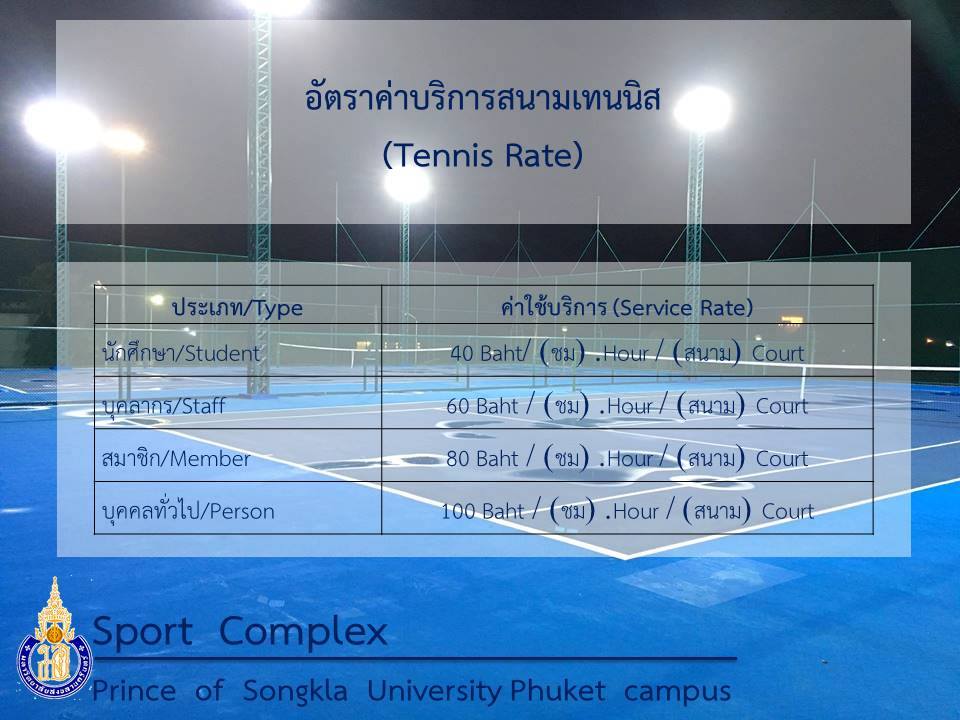 อัตราค่าบริการสนามเทนนิส
(Tennis Rate)
ประเภท/Type ค่าใช้บริการ (Service Rate)
นักศึกษา/Student 40 Baht/ (ชม) .Hour / (สนาม) Court
บุคลากร/Staff 60 Baht / (ชม) .Hour / (สนาม) Court
สมาชิก/Member 80 Baht / (ชม) .Hour / (สนาม) Court
บุคคลทั่วไป/Person 100 Baht / (ชม) .Hour / (สนาม) Court
Sport Complex
Prince of Songkla University Phuket campus